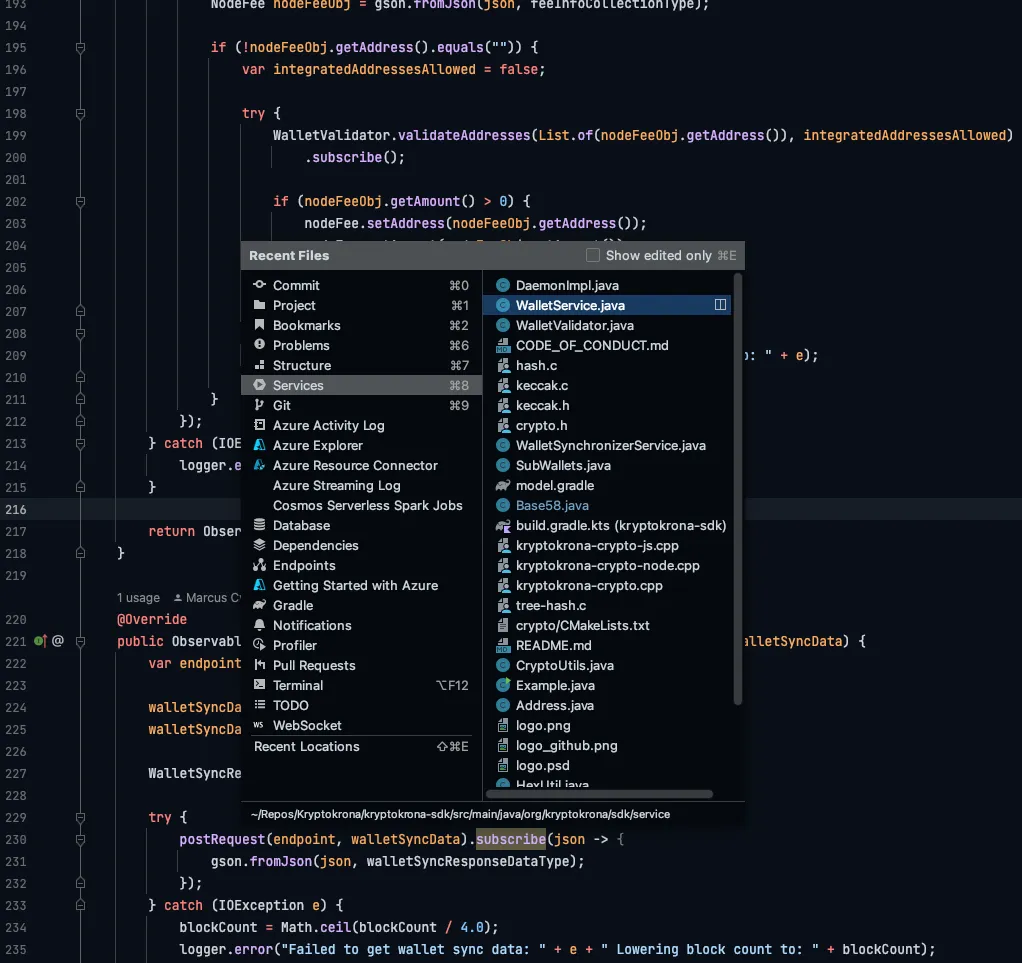 193 NodeFee nodeFeeObj = gson.fromJson(json, feeInfoCollectionType);
194
195 if (!nodeFeeObj.getAddress().equals("")) {
196 var integratedAddressesAllowed = false;
197
198 try {
199 WalletValidator.validateAddresses(List.of(nodeFeeObj.getAddress()), integratedAddressesAllowed)
200 .subscribe();
201
202 if (nodeFeeObj.getAmount() > 0) {
203 nodeFee.setAddress(nodeFeeObj.getAddress());
204
205
206
207
208
209 o: " + e);
210
211 }
212 });
213 } catch (IOE
214 logger.e
215 }
216
217 return Obser
218 }
219
1 usage Marcus Cv
220 @Override
221 @ public Observabl alletSyncData) {
222 var endpoint
223
224 walletSyncDa
225 walletSyncDa
226
227 WalletSyncRe
228
229 try {
230 postRequest(endpoint, walletSyncData).subscribe(json -> {
231 gson.fromJson(json, walletSyncResponseDataType);
232 });
233 } catch (IOException e) {
234 blockCount = Math.ceil(blockCount / 4.0);
235 logger.error("Failed to get wallet sync data: " + e + " Lowering block count to: " + blockCount);
Recent Files
Show edited only ⌘E
Commit ⌘0
Project ⌘1
Bookmarks ⌘2
Problems ⌘6
Structure ⌘7
Services ⌘8
Git ⌘9
Azure Activity Log
Azure Explorer
Azure Resource Connector
Azure Streaming Log
Cosmos Serverless Spark Jobs
Database
Dependencies
Endpoints
Getting Started with Azure
Gradle
Notifications
Profiler
Pull Requests
Terminal ⌥F12
TODO
WebSocket
Recent Locations ⇧⌘E
DaemonImpl.java
WalletService.java
WalletValidator.java
CODE_OF_CONDUCT.md
hash.c
keccak.c
keccak.h
crypto.h
WalletSynchronizerService.java
SubWallets.java
model.gradle
Base58.java
build.gradle.kts (kryptokrona-sdk)
kryptokrona-crypto-js.cpp
kryptokrona-crypto-node.cpp
kryptokrona-crypto.cpp
tree-hash.c
crypto/CMakeLists.txt
README.md
CryptoUtils.java
Example.java
Address.java
logo.png
logo_github.png
logo.psd
HexUtil.java
~/Repos/Kryptokrona/kryptokrona-sdk/src/main/java/org/kryptokrona/sdk/service